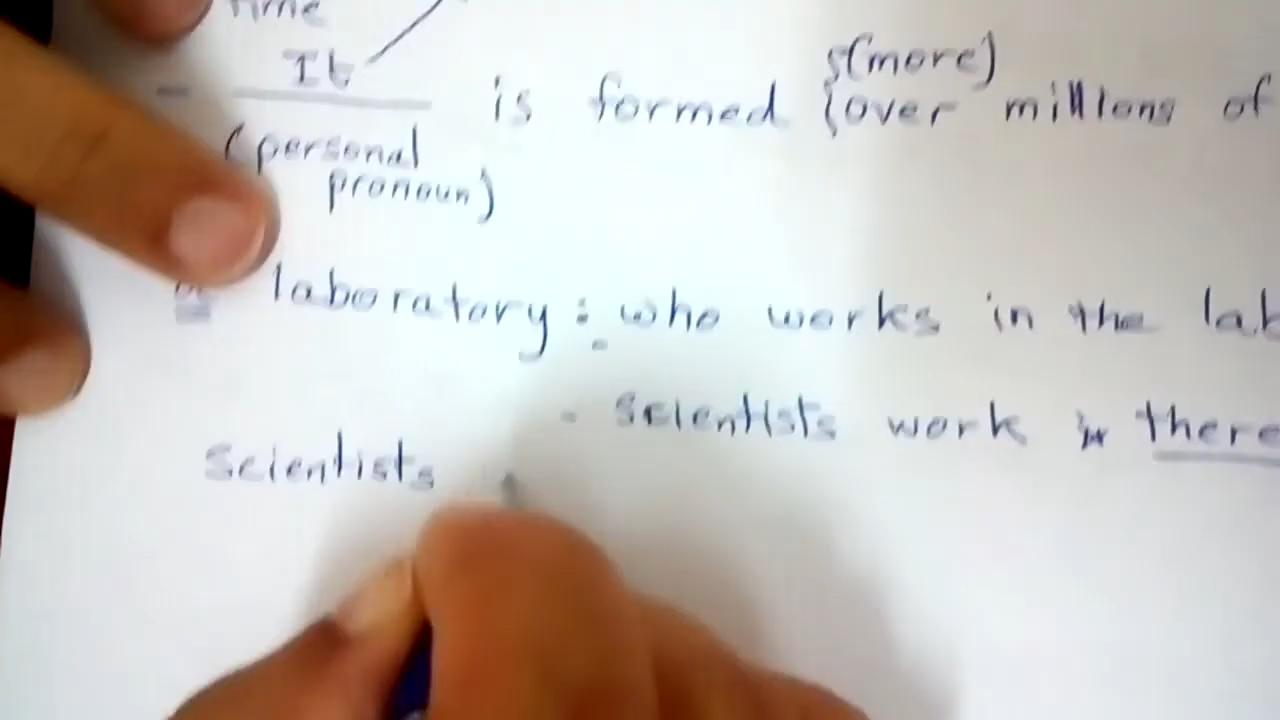 time
- It is formed {over millions of
s(more)
(personal
pronoun)
laboratory: who works in the lab
- scientists work in there
scientists